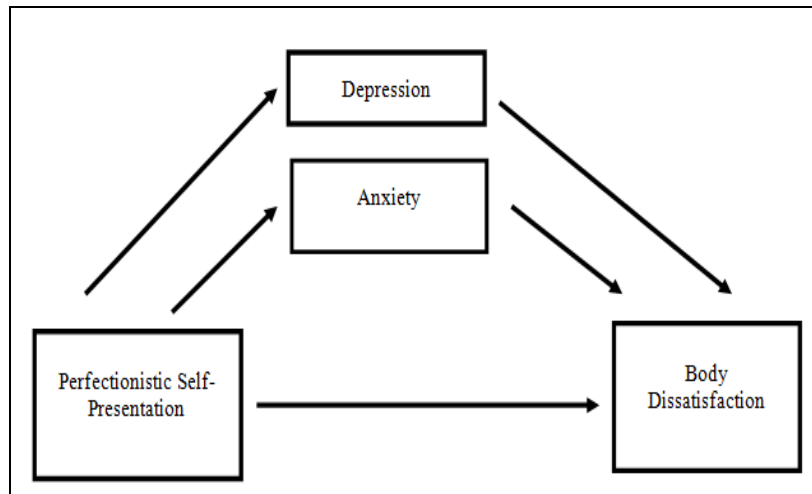 Depression
Anxiety
Perfectionistic Self-
Presentation
Body
Dissatisfaction